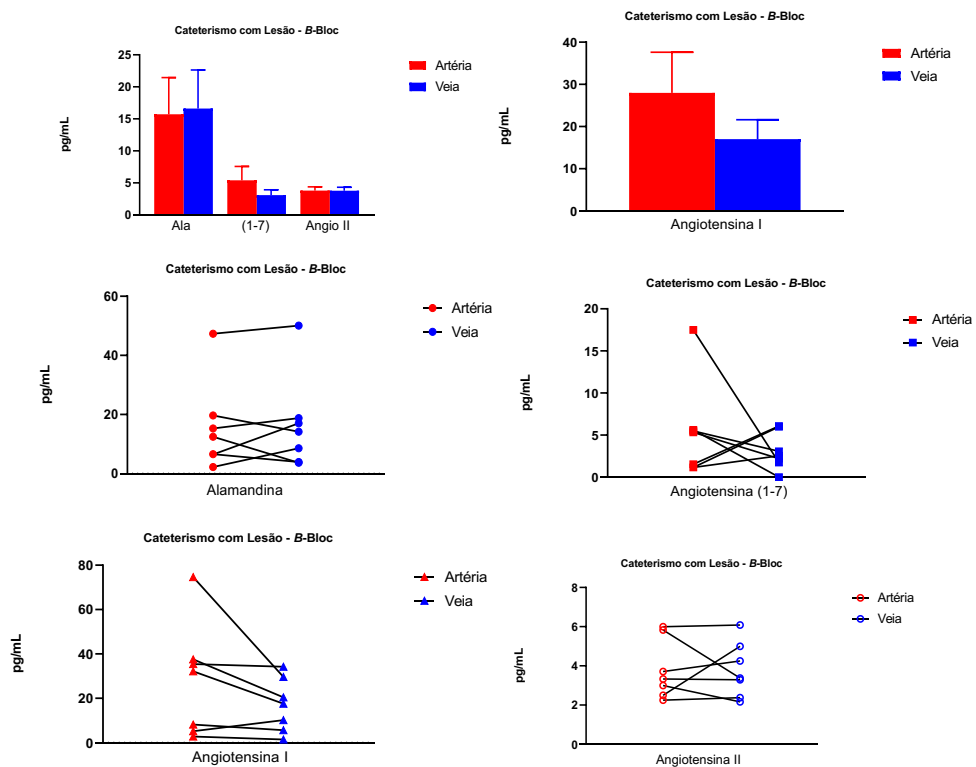 Cateterismo com Lesão - B-Bloc
25
20
15
10
5
0
pg/mL
Ala
(1-7)
Angio II
Artéria
Veia
Cateterismo com Lesão - B-Bloc
40
30
20
10
0
pg/mL
Angiotensina I
Artéria
Veia
Cateterismo com Lesão - B-Bloc
60
40
20
0
pg/mL
Alamandina
Artéria
Veia
Cateterismo com Lesão - B-Bloc
20
15
10
5
0
pg/mL
Angiotensina (1-7)
Artéria
Veia
Cateterismo com Lesão - B-Bloc
80
60
40
20
0
pg/mL
Angiotensina I
Artéria
Veia
Cateterismo com Lesão - B-Bloc
8
6
4
2
0
pg/mL
Angiotensina II
Artéria
Veia